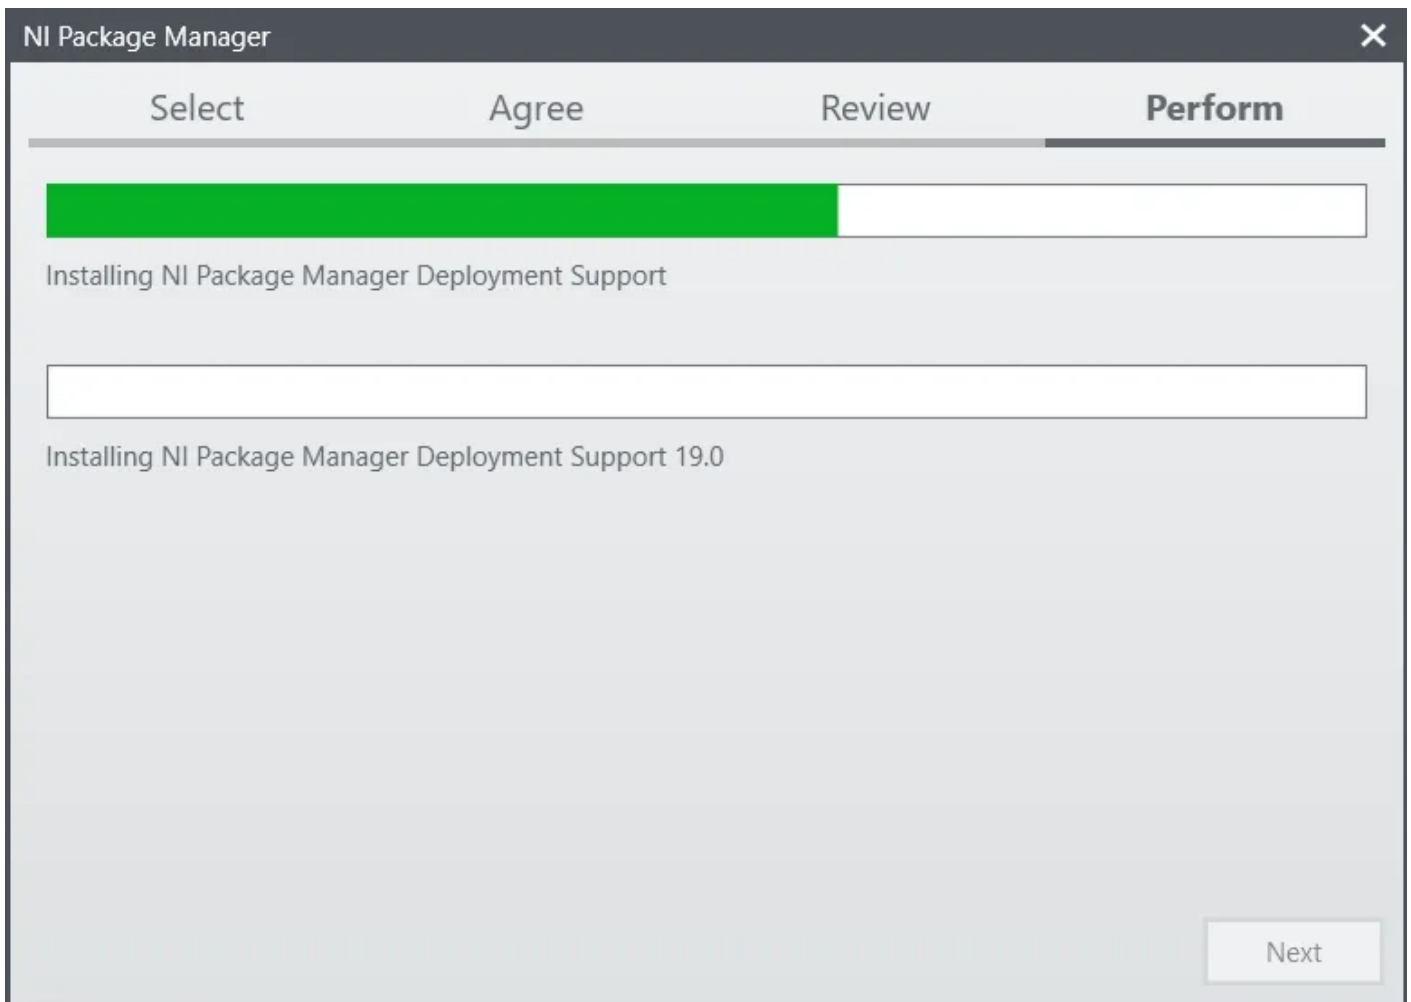 NI Package Manager
Select Agree Review Perform
Installing NI Package Manager Deployment Support
Installing NI Package Manager Deployment Support 19.0
Next